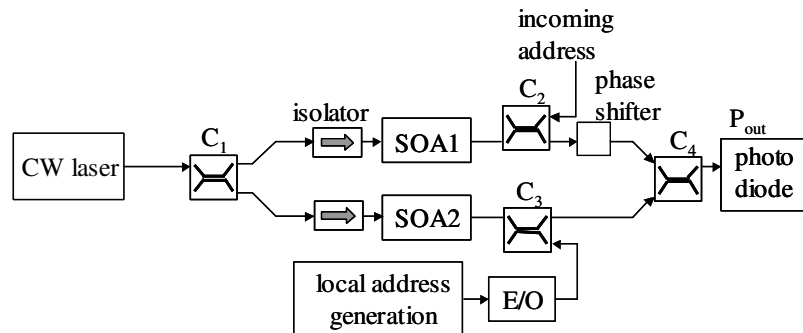 incoming
address
phase
shifter
C2
isolator
C1
SOA1
C4
Pout
CW laser
photo
diode
C3
SOA2
local address
generation
E/O